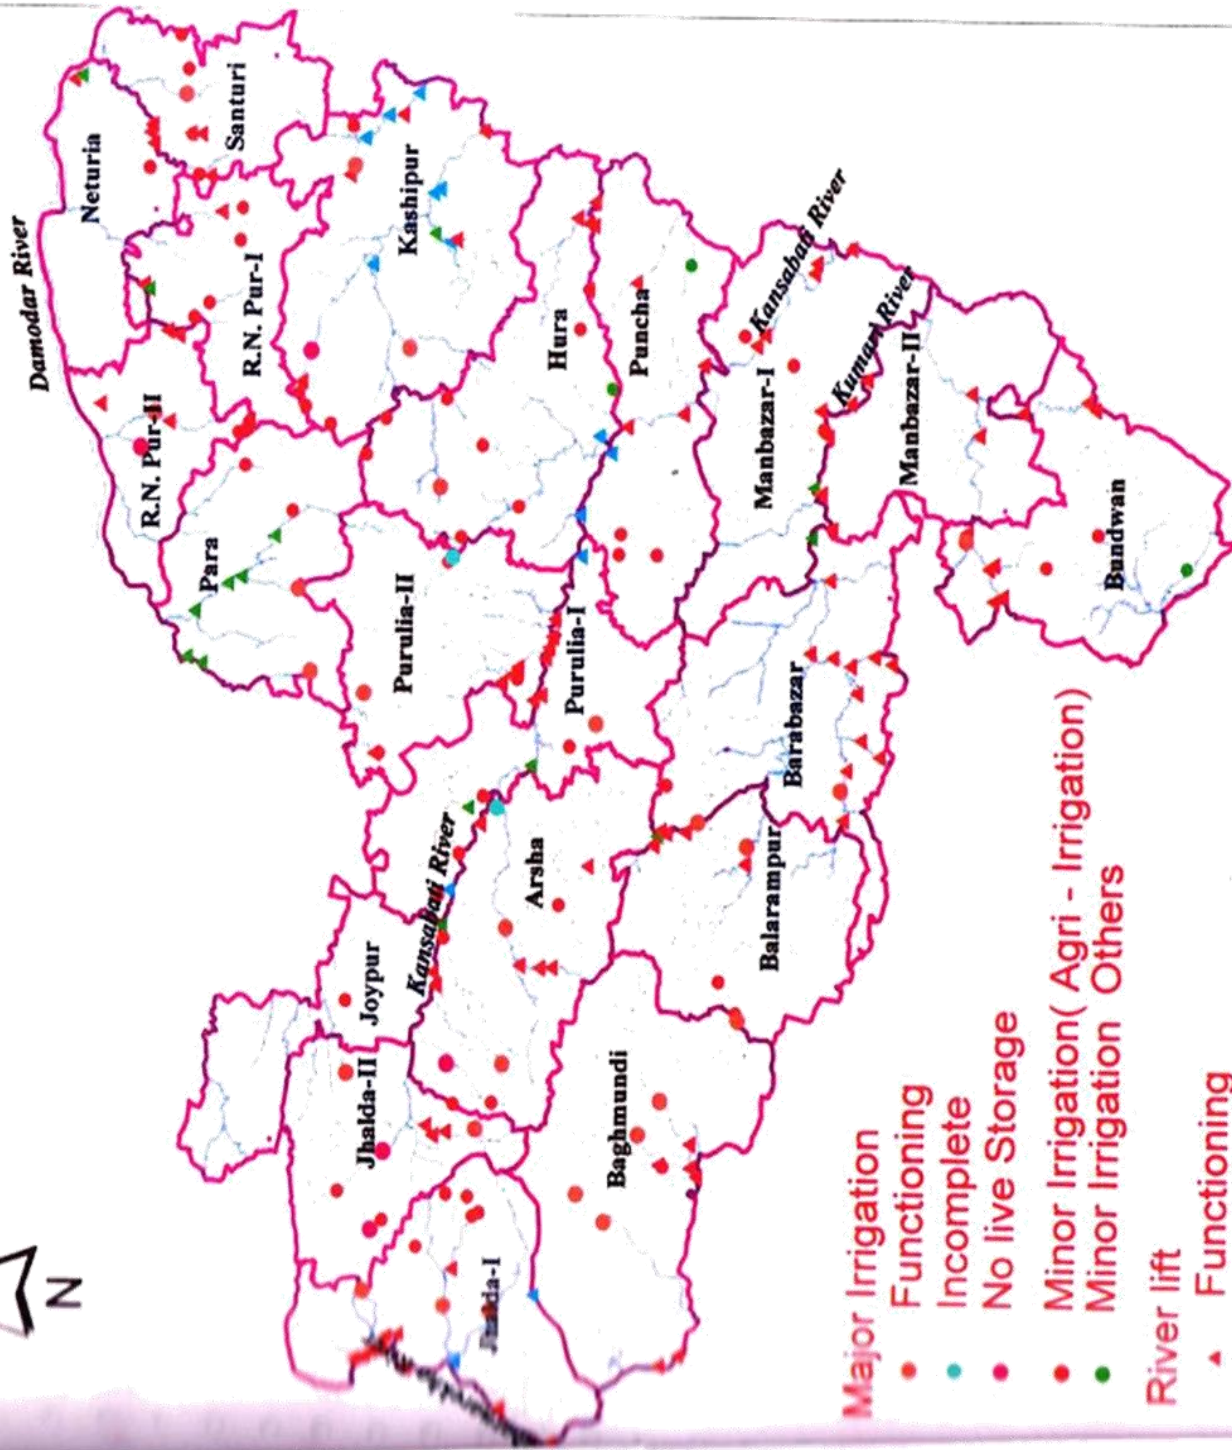 N
Damodar River
Neturia
Santuri
R.N. Pur-II
R.N. Pur-I
Kashipur
Para
Hura
Puncha
Purulia-II
Purulia-I
Kansabati River
Kumari River
Manbazar-I
Manbazar-II
Bundwan
Barabazar
Kansabati River
Arsha
Balarampur
Joypur
Jhalda-II
Baghmundi
Major Irrigation
Functioning
Incomplete
No live Storage
Minor Irrigation( Agri - Irrigation)
Minor Irrigation Others
River lift
Functioning